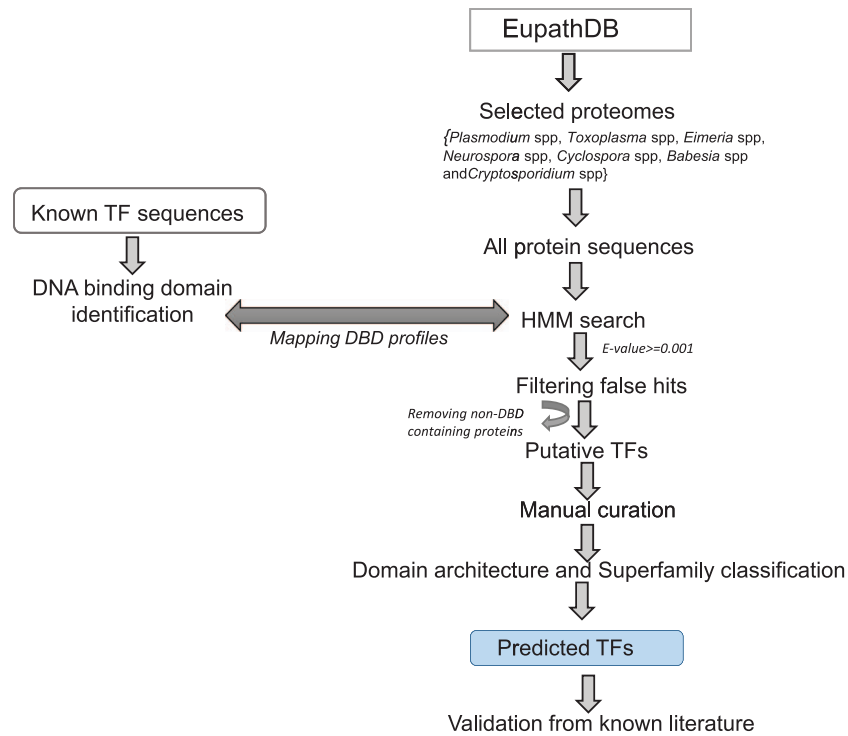 EupathDB
Selected proteomes
{Plasmodium spp, Toxoplasma spp, Eimeria spp,
Neurospora spp, Cyclospora spp, Babesia spp
andCryptosporidium spp}
Known TF sequences
All protein sequences
DNA binding domain
identification
Mapping DBD profiles
HMM search
E-value>=0.001
Filtering false hits
Removing non-DBD
containing proteins
Putative TFs
Manual curation
Domain architecture and Superfamily classification
Predicted TFs
Validation from known literature